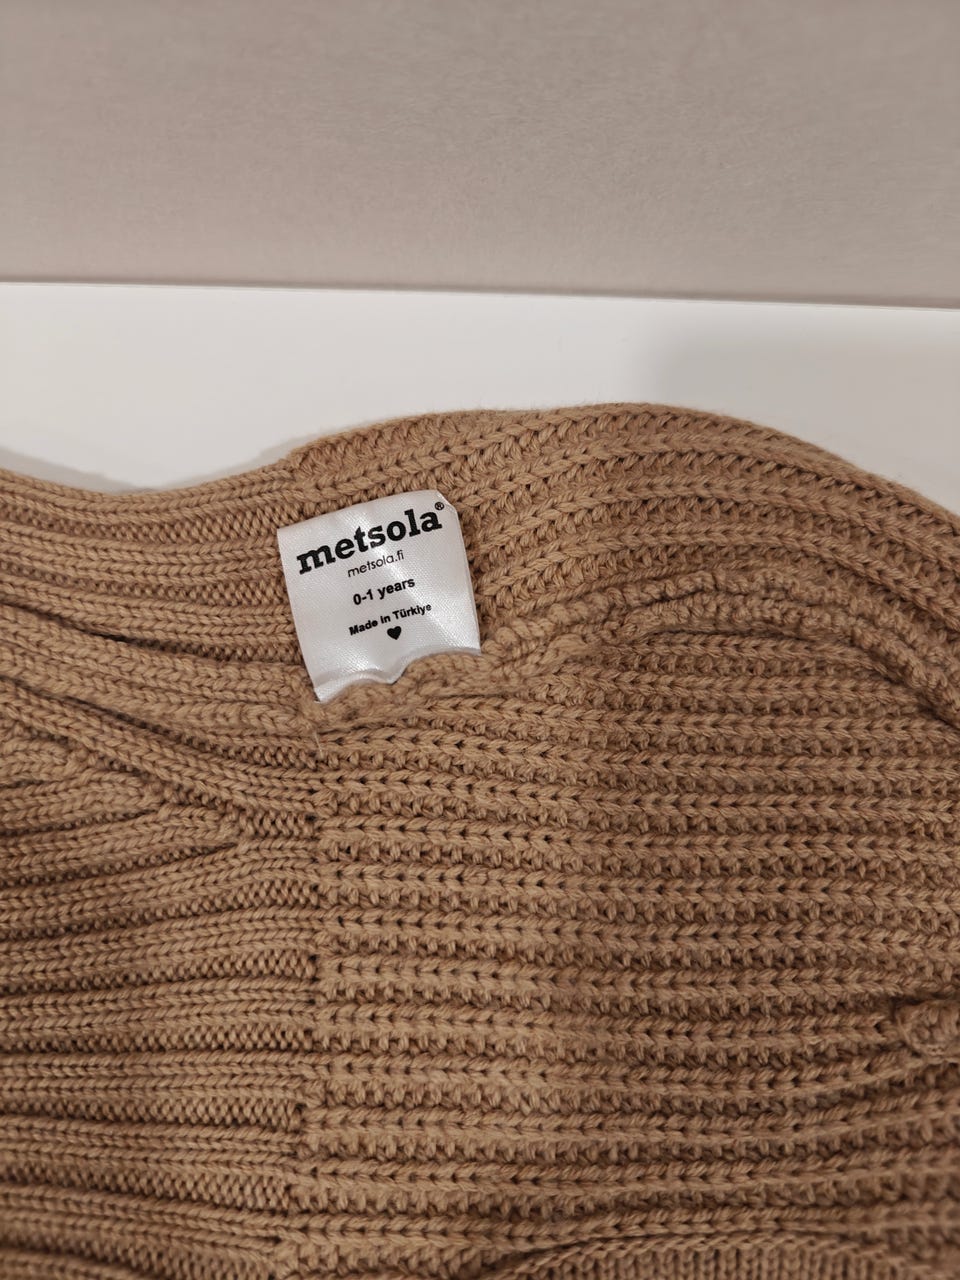 metsola®
metsola.fi
0-1 years
Made in Türkiye